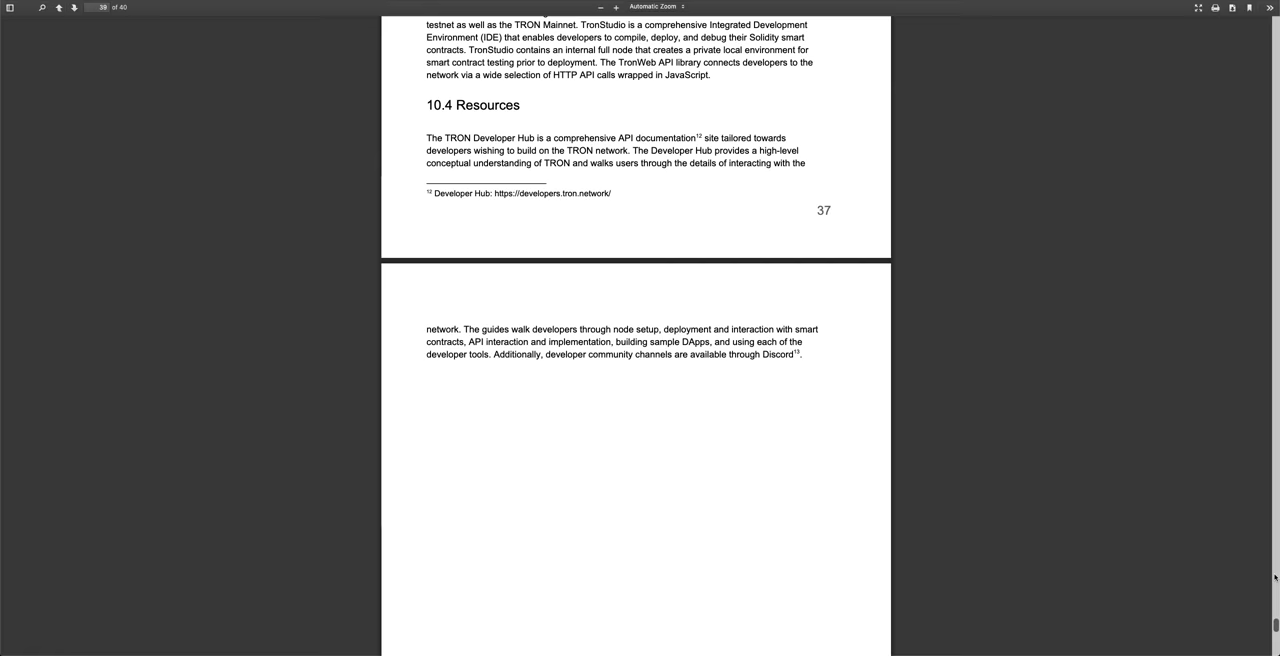 39 of 40
Automatic Zoom
testnet as well as the TRON Mainnet. TronStudio is a comprehensive Integrated Development
Environment (IDE) that enables developers to compile, deploy, and debug their Solidity smart
contracts. TronStudio contains an internal full node that creates a private local environment for
smart contract testing prior to deployment. The TronWeb API library connects developers to the
network via a wide selection of HTTP API calls wrapped in JavaScript.
10.4 Resources
The TRON Developer Hub is a comprehensive API documentation¹² site tailored towards
developers wishing to build on the TRON network. The Developer Hub provides a high-level
conceptual understanding of TRON and walks users through the details of interacting with the
¹² Developer Hub: https://developers.tron.network/
37
network. The guides walk developers through node setup, deployment and interaction with smart
contracts, API interaction and implementation, building sample DApps, and using each of the
developer tools. Additionally, developer community channels are available through Discord¹³.